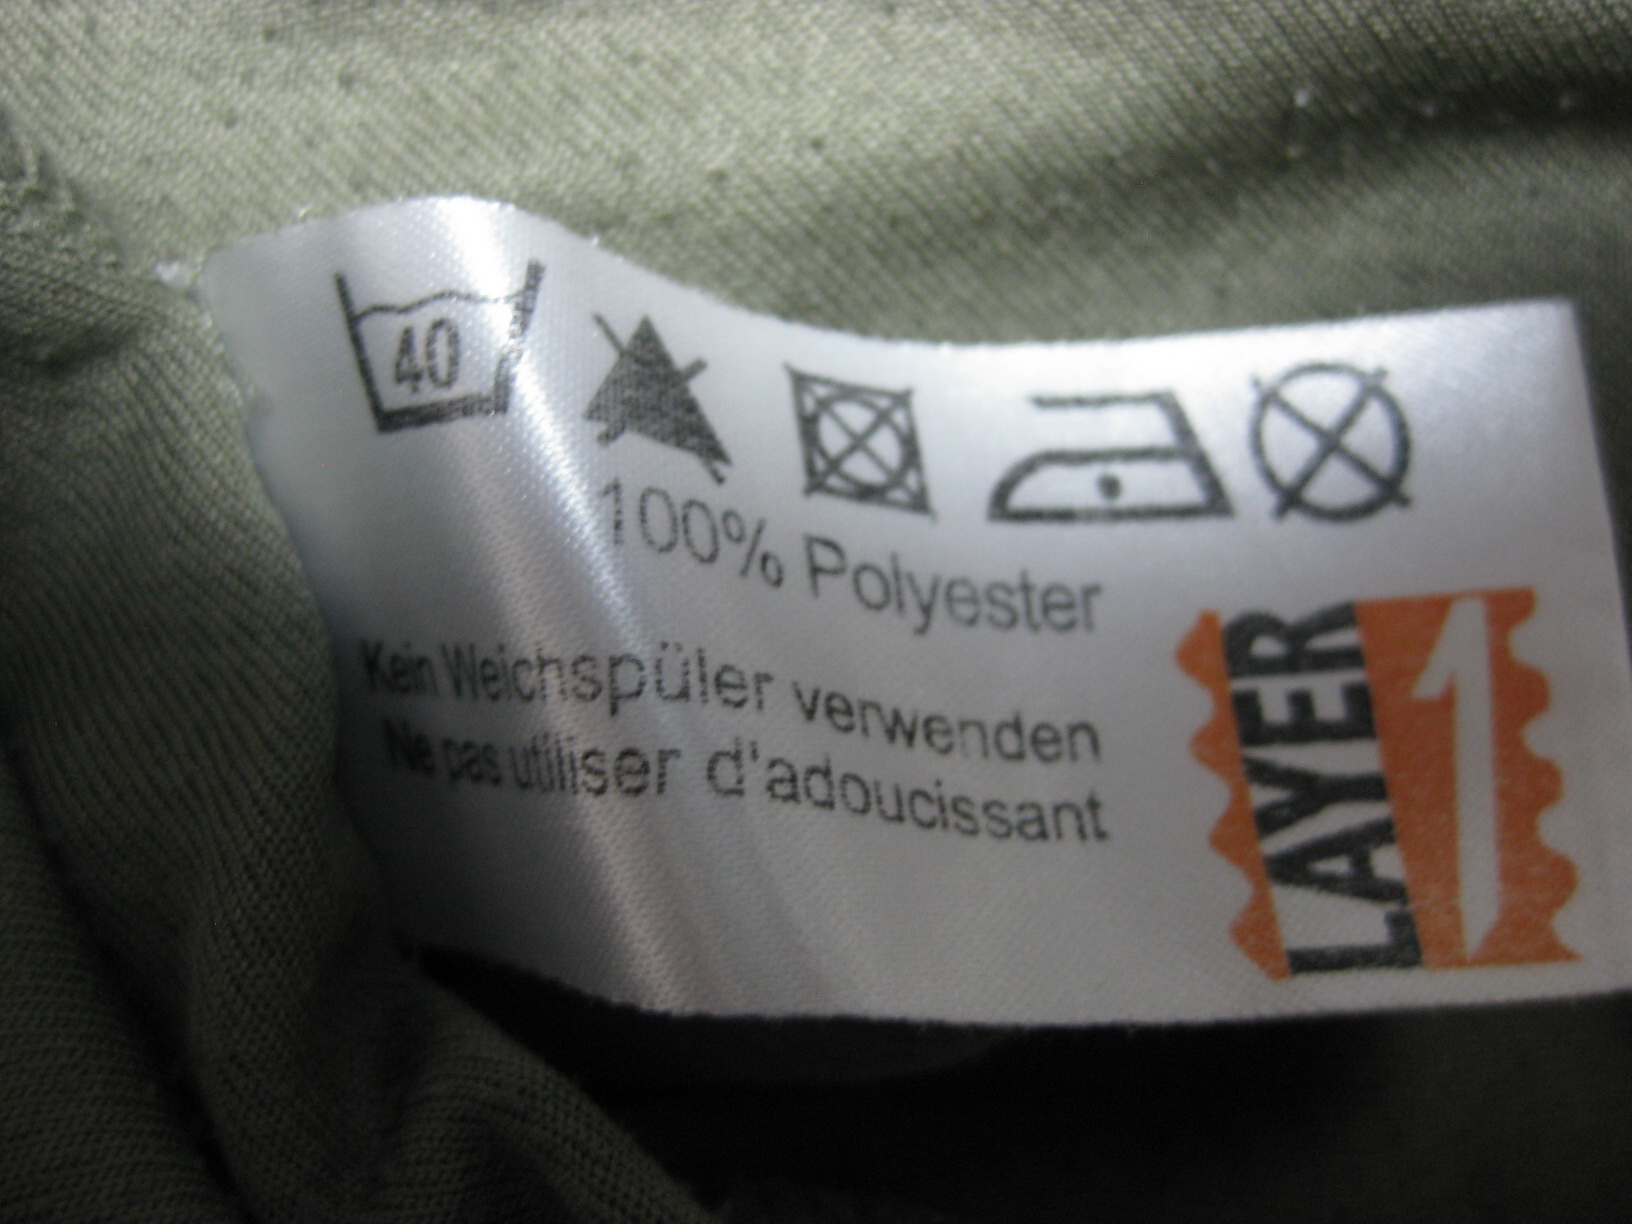 40
100% Polyester
Kein Weichspüler verwenden
Ne pas utiliser d'adoucissant
LAYER 1